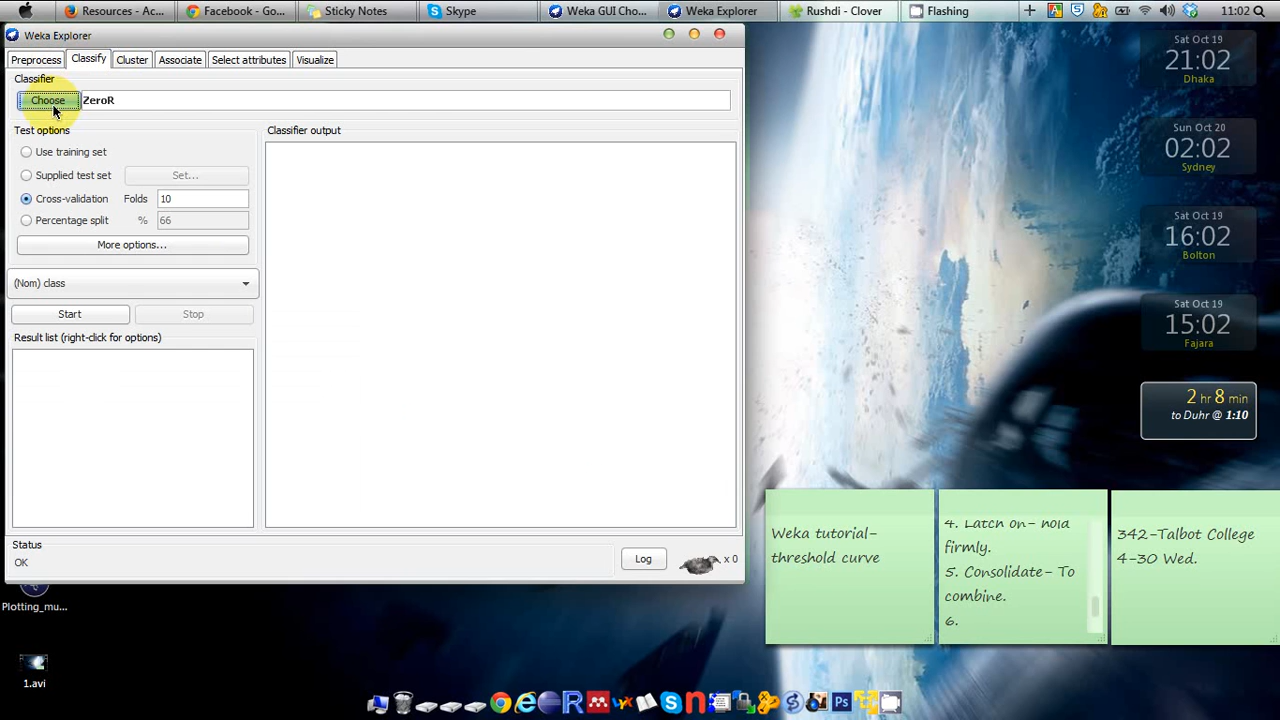 Resources - Ac...
Facebook - Go...
Sticky Notes
Skype
Weka GUI Cho...
Weka Explorer
Rushdi - Clover
Flashing
11:02
Weka Explorer
Preprocess
Classify
Cluster
Associate
Select attributes
Visualize
Classifier
Choose
ZeroR
Test options
Use training set
Supplied test set
Set...
Cross-validation
Folds
10
Percentage split
%
66
More options...
(Nom) class
Start
Stop
Result list (right-click for options)
Classifier output
Status
OK
Log
x 0
Sat Oct 19
21:02
Dhaka
Sun Oct 20
02:02
Sydney
Sat Oct 19
16:02
Bolton
Sat Oct 19
15:02
Fajara
2 hr 8 min
to Duhr @ 1:10
Weka tutorial-
threshold curve
4. Latch on- hold
firmly.
5. Consolidate- To
combine.
6.
342-Talbot College
4-30 Wed.
Plotting_mu...
1.avi
Ps